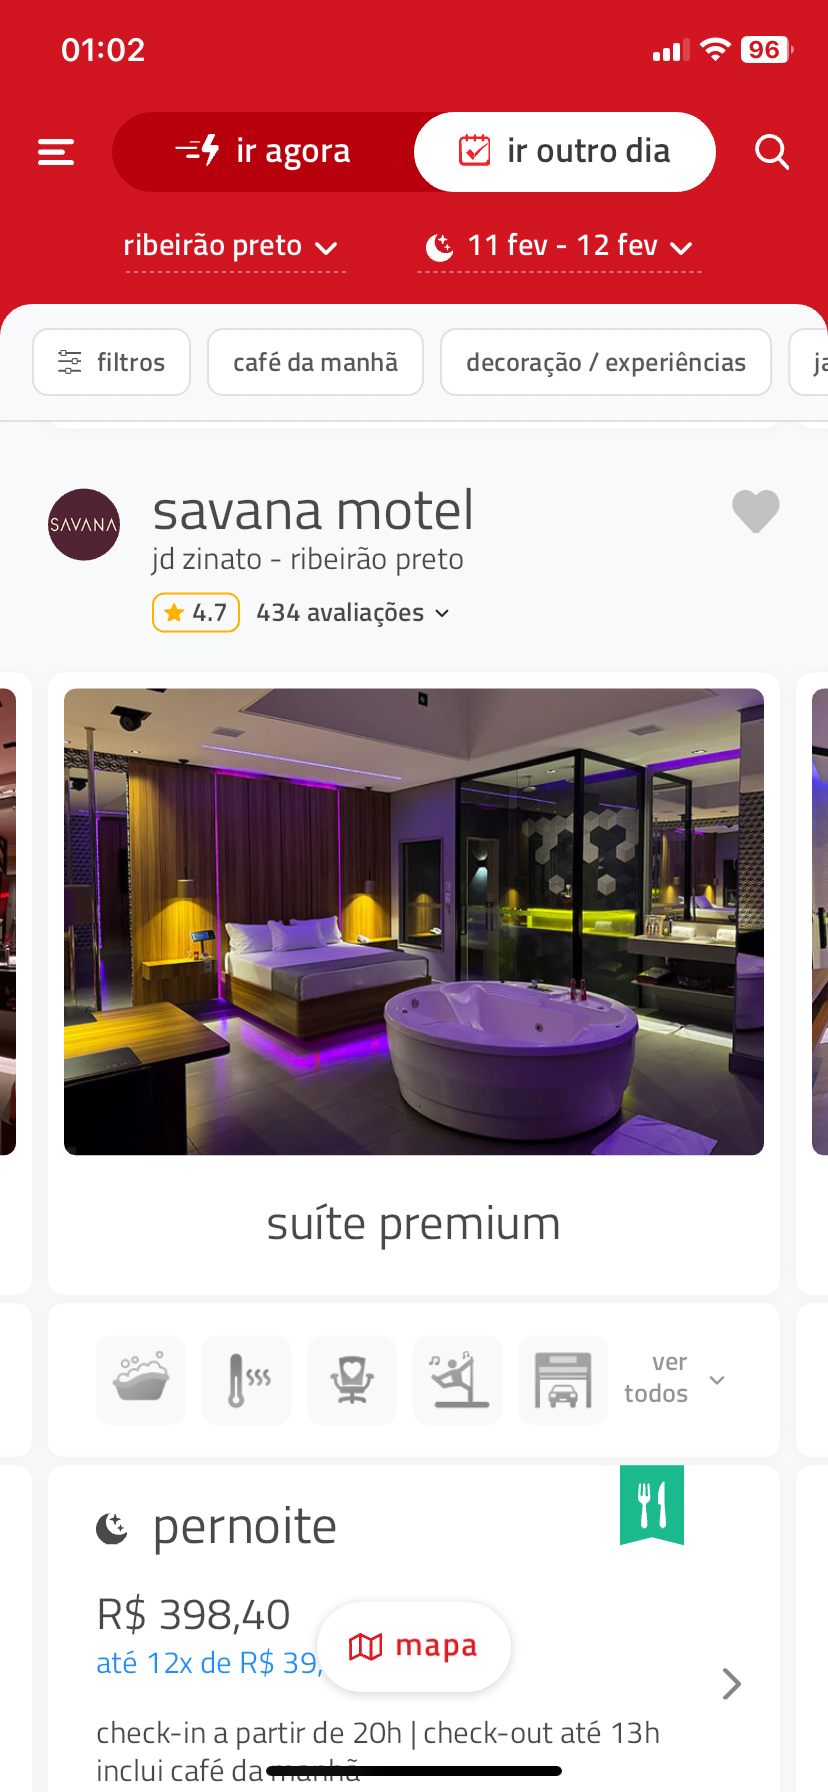 01:02
96
ir agora
ir outro dia
ribeirão preto
11 fev - 12 fev
filtros
café da manhã
decoração / experiências
ja
SAVANA
savana motel
jd zinato - ribeirão preto
4.7
434 avaliações
suíte premium
ver
todos
pernoite
R$ 398,40
até 12x de R$ 39,
mapa
check-in a partir de 20h | check-out até 13h
inclui café da manhã